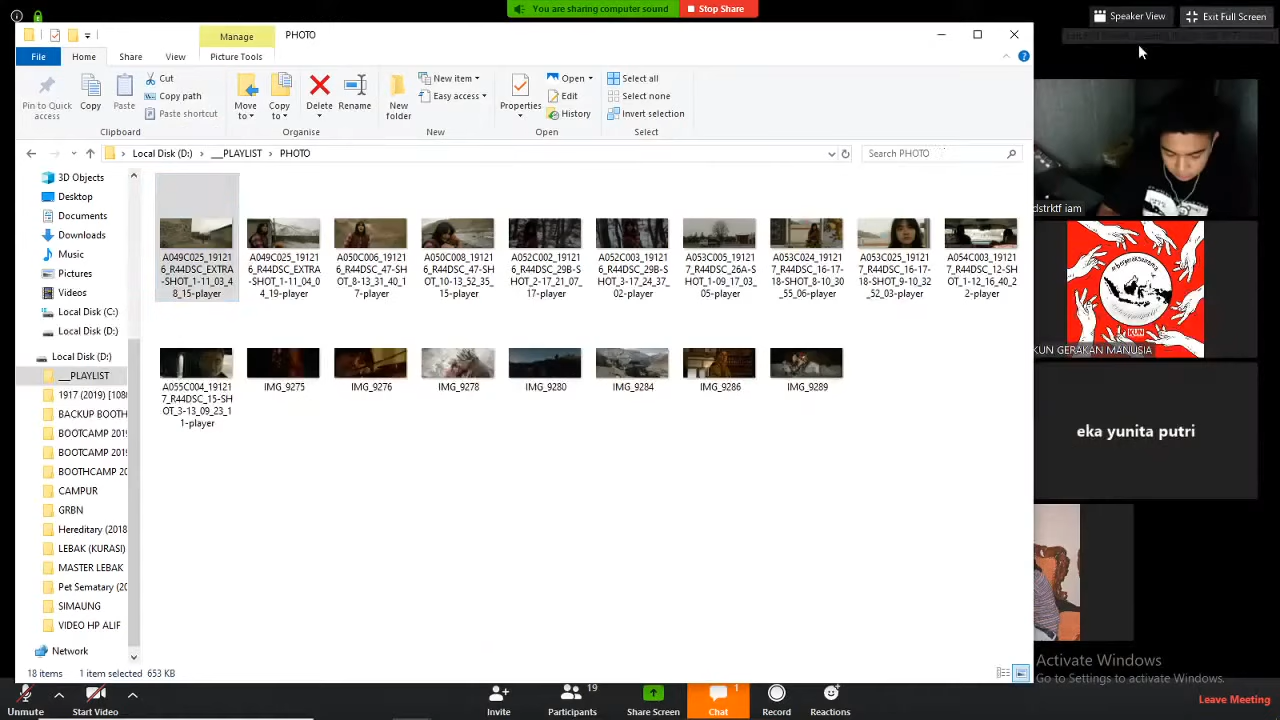 You are sharing computer sound
Stop Share
Speaker View
Exit Full Screen
Manage
PHOTO
File
Home
Share
View
Picture Tools
Pin to Quick access
Copy
Paste
Cut
Copy path
Paste shortcut
Clipboard
Move to
Copy to
Delete
Rename
Organise
New folder
New item
Easy access
New
Properties
Open
Edit
History
Open
Select all
Select none
Invert selection
Select
Local Disk (D:) > __PLAYLIST > PHOTO
Search PHOTO
3D Objects
Desktop
Documents
Downloads
Music
Pictures
Videos
Local Disk (C:)
Local Disk (D:)
Local Disk (D:)
__PLAYLIST
1917 (2019) [108
BACKUP BOOTH
BOOTCAMP 201
BOOTCAMP 201
BOOTHCAMP 20
CAMPUR
GRBN
Hereditary (2018
LEBAK (KURASI)
MASTER LEBAK
Pet Sematary (20
SIMAUNG
VIDEO HP ALIF
Network
A049C025_19121
6_R44DSC_EXTRA
-SHOT_1-11_03_4
8_15-player
A049C025_19121
6_R44DSC_EXTRA
-SHOT_1-11_04_0
4_19-player
A050C006_19121
6_R44DSC_47-SH
OT_8-13_31_40_1
7-player
A050C008_19121
6_R44DSC_47-SH
OT_10-13_52_35_
15-player
A052C002_19121
6_R44DSC_29B-S
HOT_2-17_21_07_
17-player
A052C003_19121
6_R44DSC_29B-S
HOT_3-17_24_37_
02-player
A053C005_19121
7_R44DSC_26A-S
HOT_1-09_17_03_
05-player
A053C024_19121
7_R44DSC_16-17-
18-SHOT_8-10_30
_55_06-player
A053C025_19121
7_R44DSC_16-17-
18-SHOT_9-10_32
_52_03-player
A054C003_19121
7_R44DSC_12-SH
OT_1-12_16_40_2
2-player
A055C004_19121
7_R44DSC_15-SH
OT_3-13_09_23_1
1-player
IMG_9275
IMG_9276
IMG_9278
IMG_9280
IMG_9284
IMG_9286
IMG_9289
18 items
1 item selected 653 KB
dstrktf iam
KUN
KUN GERAKAN MANUSIA
eka yunita putri
Activate Windows
Go to Settings to activate Windows.
Unmute
Start Video
Invite
19
Participants
Share Screen
1
Chat
Record
Reactions
Leave Meeting